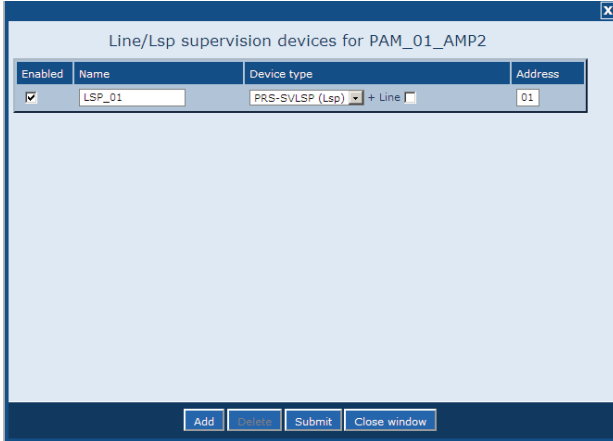 X
Line/Lsp supervision devices for PAM_01_AMP2
Enabled Name Device type Address
LSP_01 PRS-SVLSP (Lsp) + Line 01
Add Delete Submit Close window